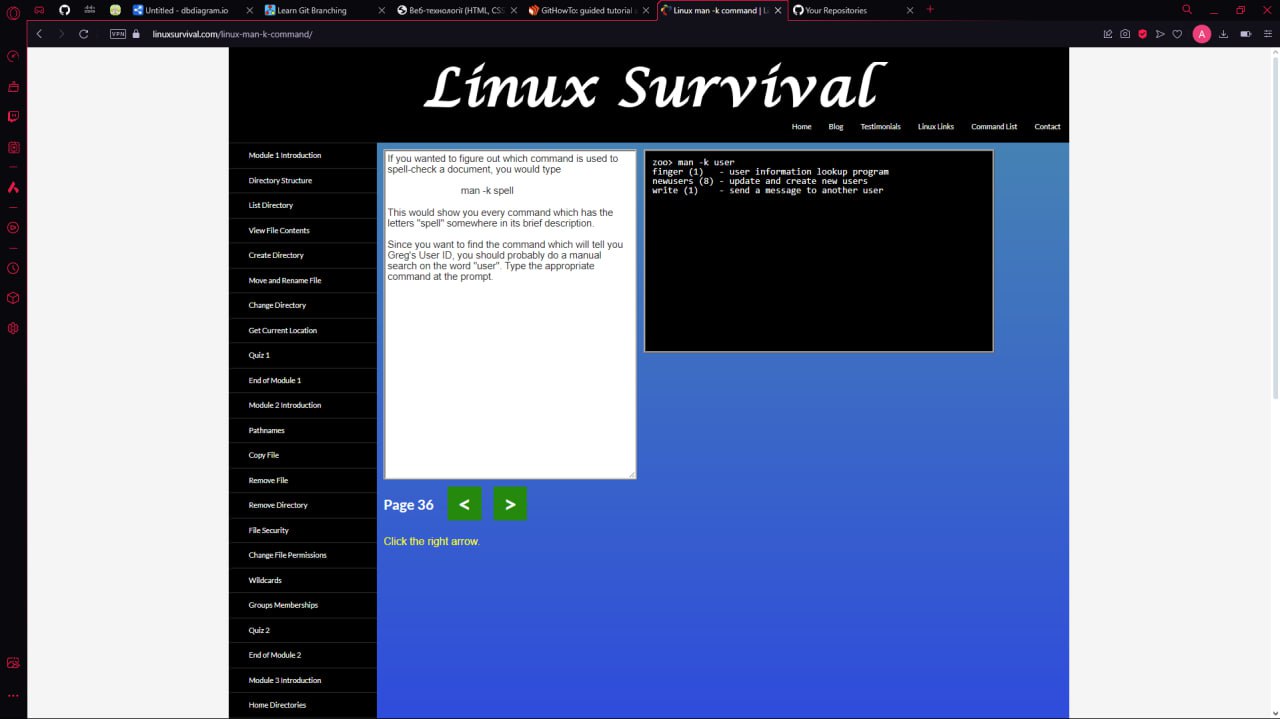 Untitled - dbdiagram.io
Learn Git Branching
Веб-технології (HTML, CSS
GitHowTo: guided tutorial a
Linux man -k command | L
Your Repositories
VPN
linuxsurvival.com/linux-man-k-command/
A
Linux Survival
Home
Blog
Testimonials
Linux Links
Command List
Contact
Module 1 Introduction
Directory Structure
List Directory
View File Contents
Create Directory
Move and Rename File
Change Directory
Get Current Location
Quiz 1
End of Module 1
Module 2 Introduction
Pathnames
Copy File
Remove File
Remove Directory
File Security
Change File Permissions
Wildcards
Groups Memberships
Quiz 2
End of Module 2
Module 3 Introduction
Home Directories
If you wanted to figure out which command is used to
spell-check a document, you would type
man -k spell
This would show you every command which has the
letters "spell" somewhere in its brief description.
Since you want to find the command which will tell you
Greg's User ID, you should probably do a manual
search on the word "user". Type the appropriate
command at the prompt.
zoo> man -k user
finger (1)   - user information lookup program
newusers (8) - update and create new users
write (1)    - send a message to another user
Page 36
<
>
Click the right arrow.